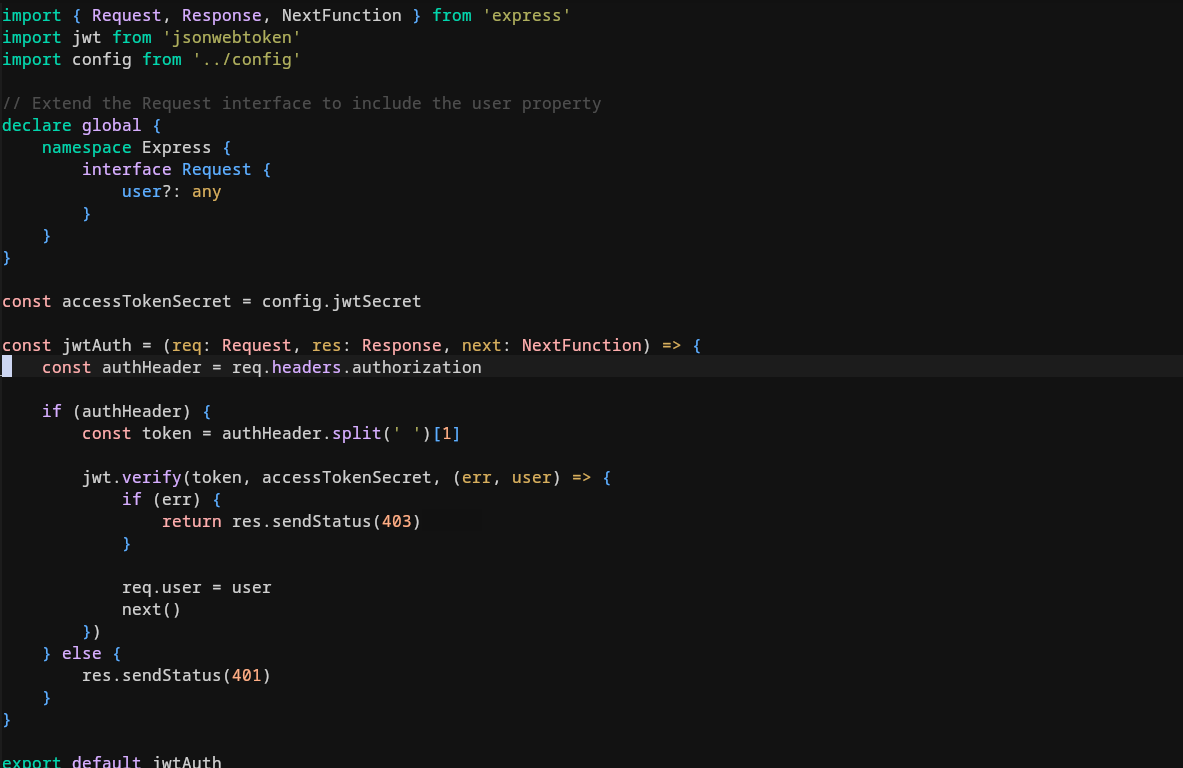 import { Request, Response, NextFunction } from 'express'
import jwt from 'jsonwebtoken'
import config from '../config'

// Extend the Request interface to include the user property
declare global {
    namespace Express {
        interface Request {
            user?: any
        }
    }
}

const accessTokenSecret = config.jwtSecret

const jwtAuth = (req: Request, res: Response, next: NextFunction) => {
    const authHeader = req.headers.authorization

    if (authHeader) {
        const token = authHeader.split(' ')[1]

        jwt.verify(token, accessTokenSecret, (err, user) => {
            if (err) {
                return res.sendStatus(403)
            }

            req.user = user
            next()
        })
    } else {
        res.sendStatus(401)
    }
}

export default jwtAuth